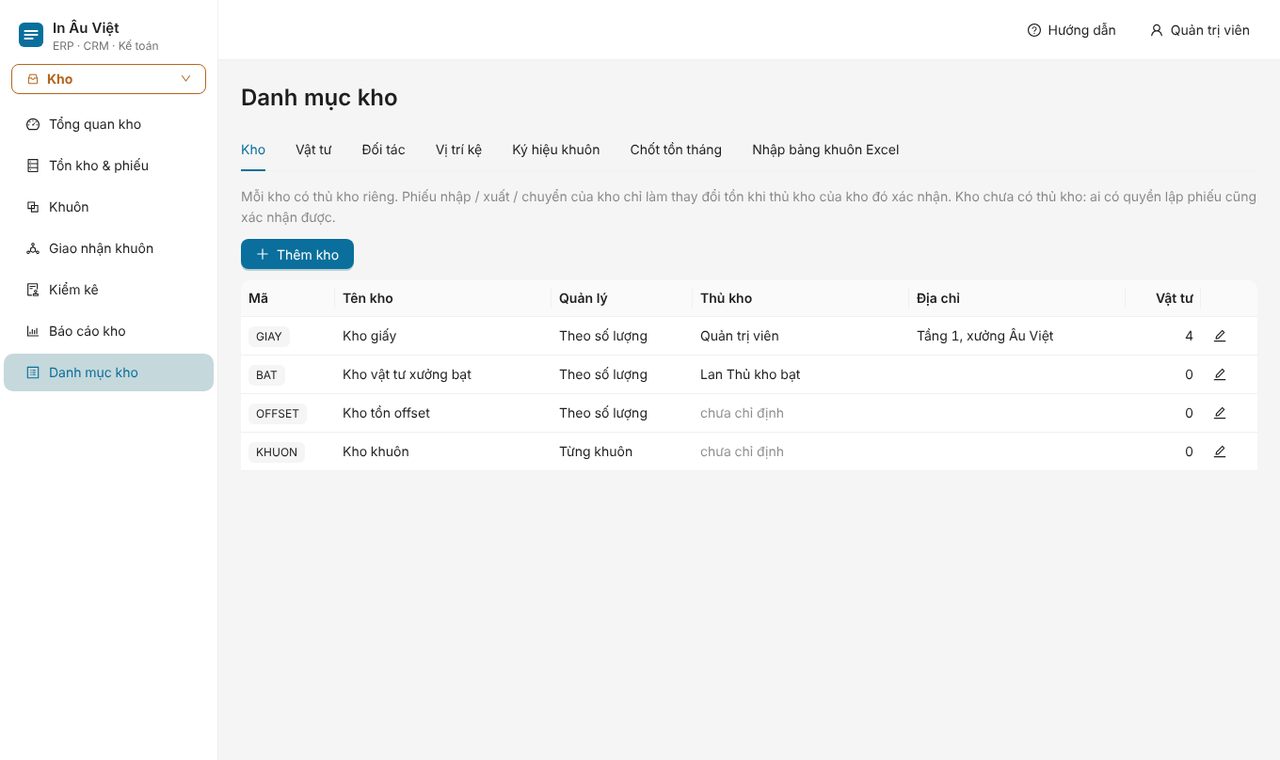 In Âu Việt
ERP · CRM · Kế toán
Kho
Tổng quan kho
Tồn kho & phiếu
Khuôn
Giao nhận khuôn
Kiểm kê
Báo cáo kho
Danh mục kho
Hướng dẫn
Quản trị viên
Danh mục kho
Kho Vật tư Đối tác Vị trí kệ Ký hiệu khuôn Chốt tồn tháng Nhập bảng khuôn Excel
Mỗi kho có thủ kho riêng. Phiếu nhập / xuất / chuyển của kho chỉ làm thay đổi tồn khi thủ kho của kho đó xác nhận. Kho chưa có thủ kho: ai có quyền lập phiếu cũng
xác nhận được.
Thêm kho
Mã Tên kho Quản lý Thủ kho Địa chỉ Vật tư
GIAY Kho giấy Theo số lượng Quản trị viên Tầng 1, xưởng Âu Việt 4
BAT Kho vật tư xưởng bạt Theo số lượng Lan Thủ kho bạt 0
OFFSET Kho tồn offset Theo số lượng chưa chỉ định 0
KHUON Kho khuôn Từng khuôn chưa chỉ định 0